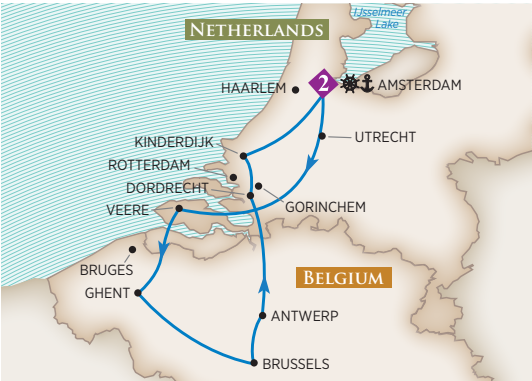 IJsselmeer
Lake
NETHERLANDS
2
HAARLEM
AMSTERDAM
KINDERDIJK
UTRECHT
ROTTERDAM
DORDRECHT
VEERE
GORINCHEM
BRUGES
BELGIUM
GHENT
ANTWERP
BRUSSELS